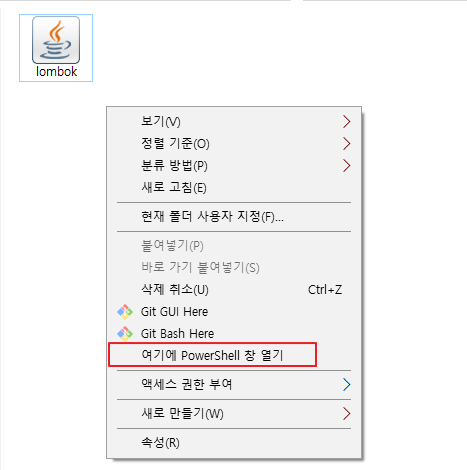 lombok
보기(V)
정렬 기준(O)
분류 방법(P)
새로 고침(E)
현재 폴더 사용자 지정(F)...
붙여넣기(P)
바로 가기 붙여넣기(S)
삭제 취소(U) Ctrl+Z
Git GUI Here
Git Bash Here
여기에 PowerShell 창 열기
액세스 권한 부여
새로 만들기(W)
속성(R)